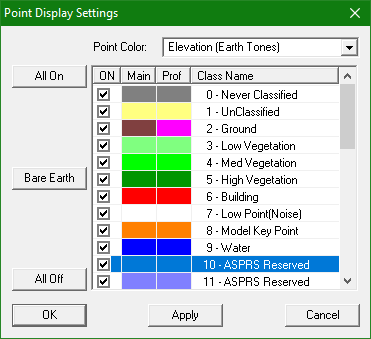 Point Display Settings
Point Color: Elevation (Earth Tones)
All On
Bare Earth
All Off
ON Main Prof Class Name
0 - Never Classified
1 - UnClassified
2 - Ground
3 - Low Vegetation
4 - Med Vegetation
5 - High Vegetation
6 - Building
7 - Low Point(Noise)
8 - Model Key Point
9 - Water
10 - ASPRS Reserved
11 - ASPRS Reserved
OK Apply Cancel